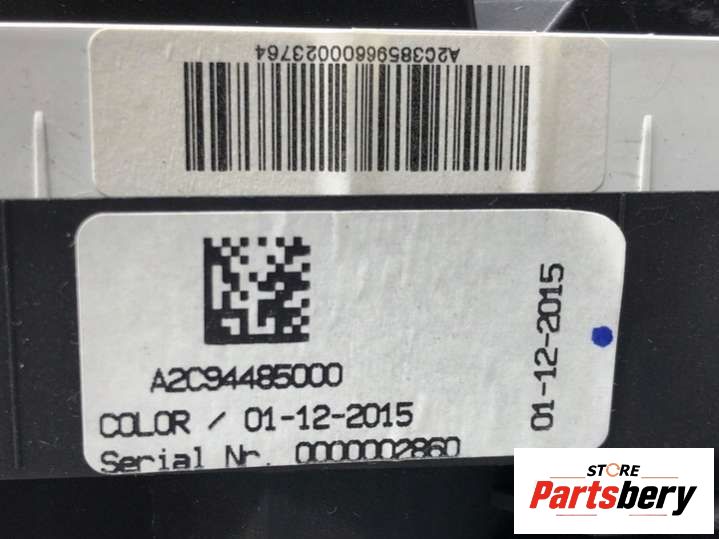 A2C38596600023764
A2C94485000
COLOR / 01-12-2015
Serial Nr. 0000002860
01-12-2015
STORE
Partsbery